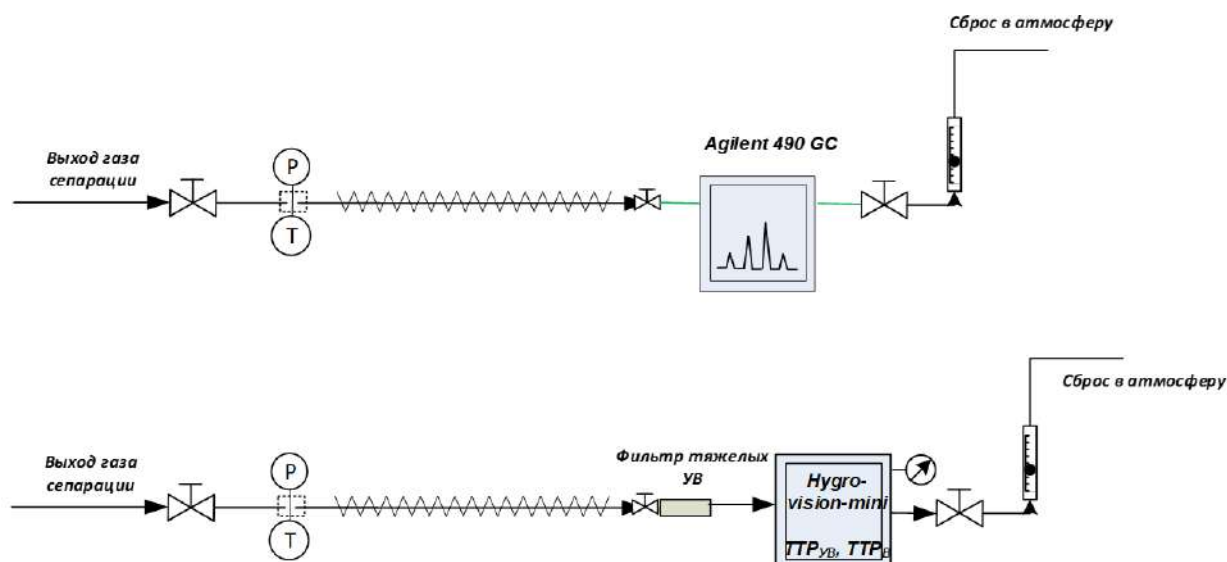 Сброс в атмосферу
Agilent 490 GC
Выход газа
сепарации
P
T
Сброс в атмосферу
Фильтр тяжелых
УВ
Выход газа
сепарации
P
T
Hygro-
vision-mini
ТТРУВ, ТТРВ